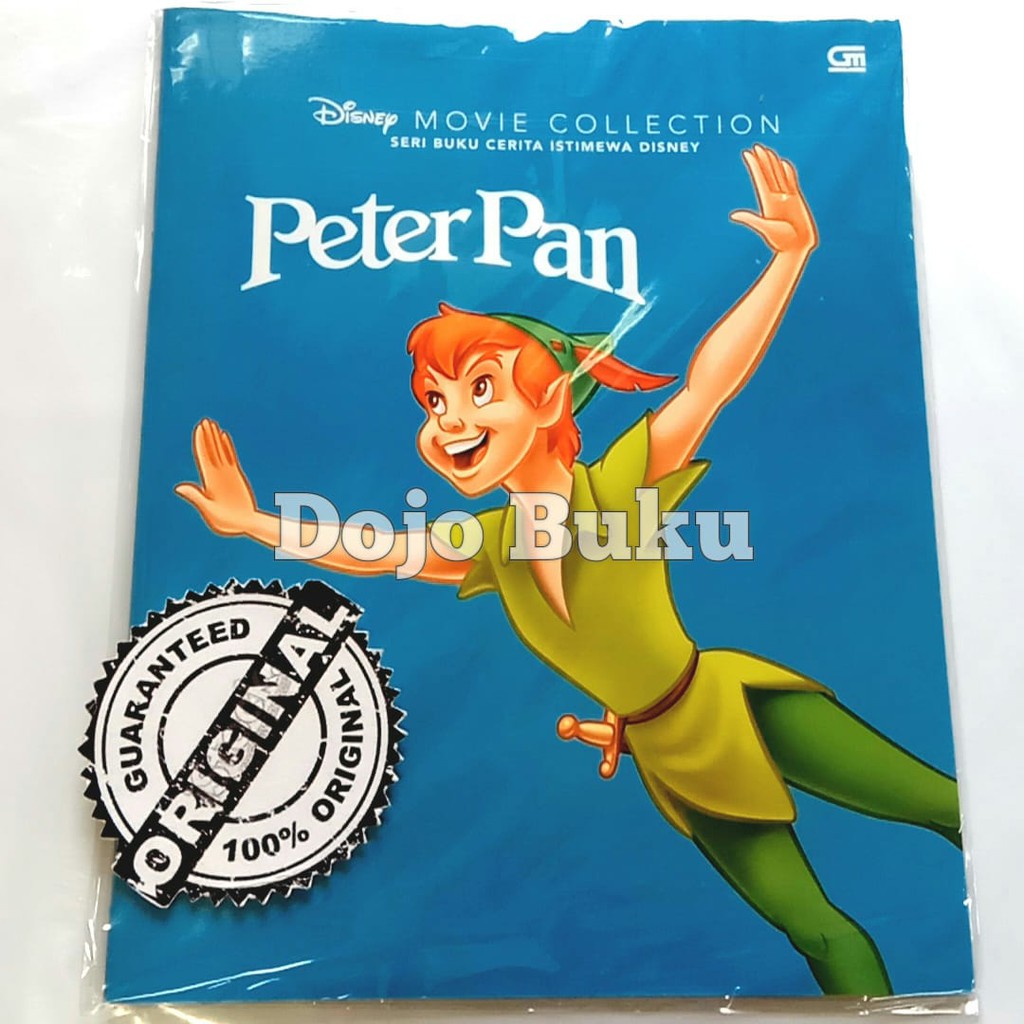 GM
Disney MOVIE COLLECTION
SERI BUKU CERITA ISTIMEWA DISNEY
Peter Pan
Dojo Buku
GUARANTEED
ORIGINAL
100% ORIGINAL